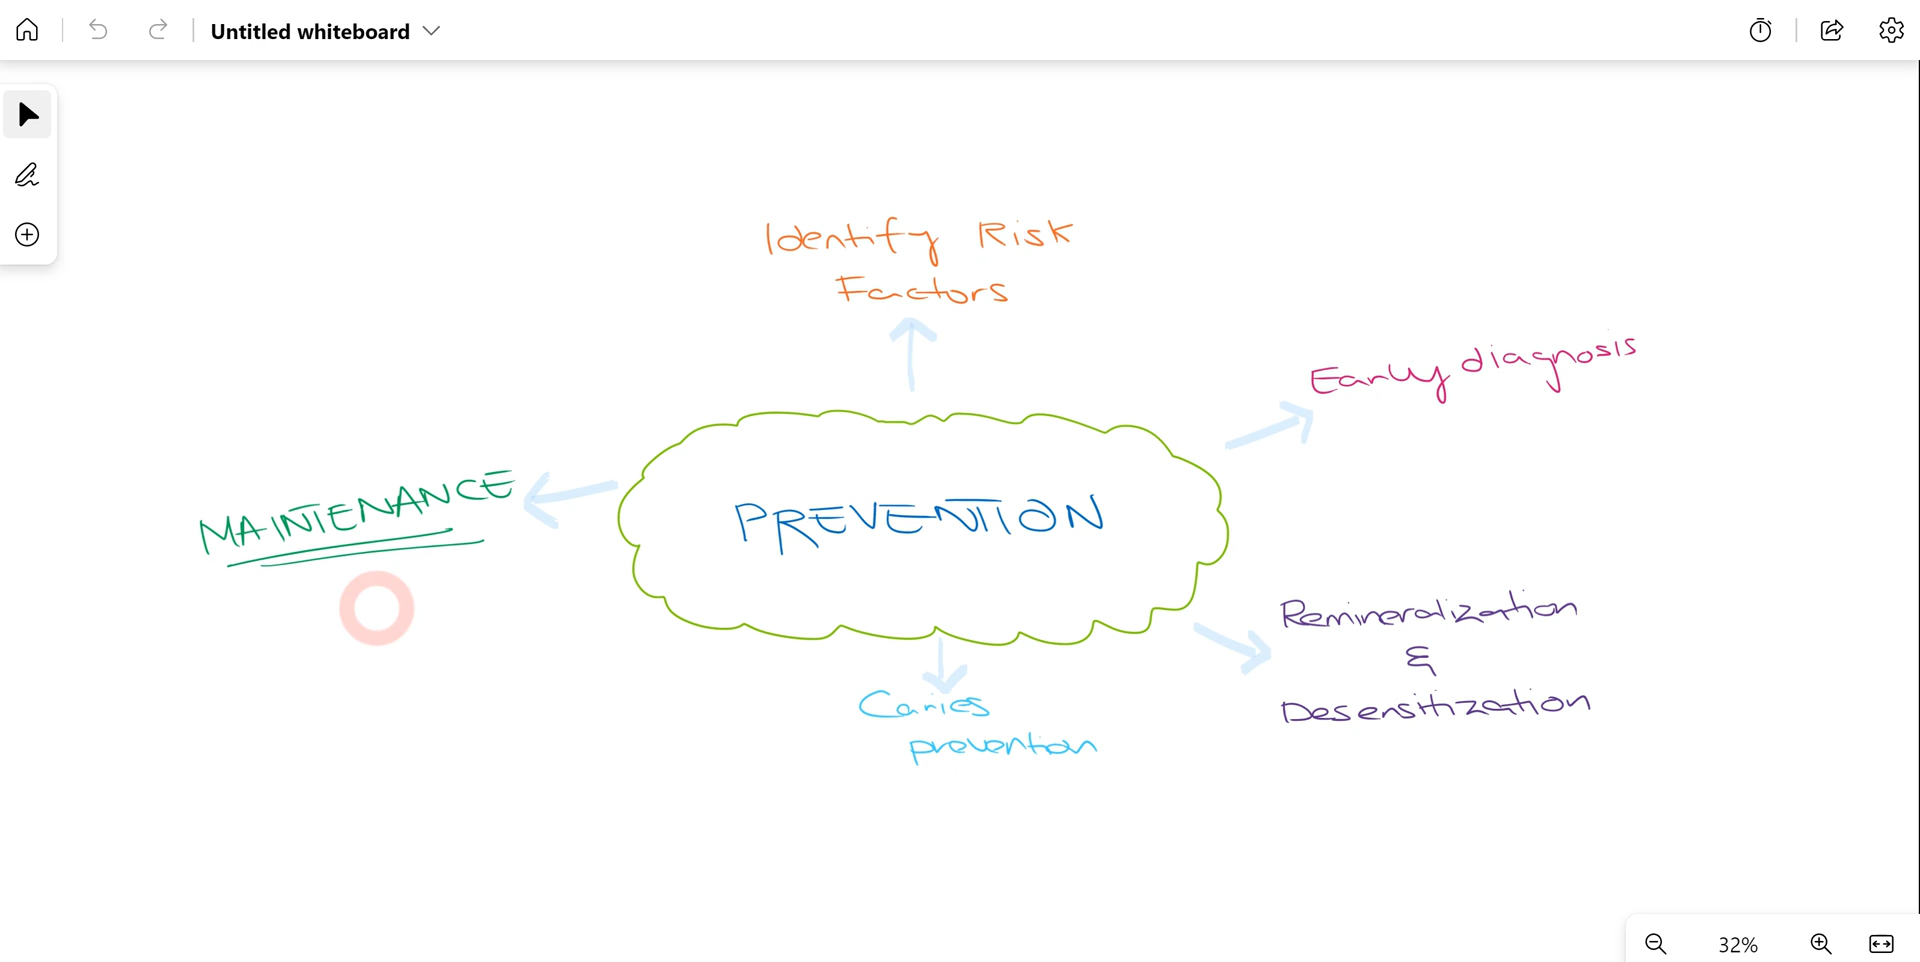 Untitled whiteboard
Identify Risk
Factors
Early diagnosis
MAINTENANCE
PREVENTION
Remineralization
&
Desensitization
Caries
prevention
32%